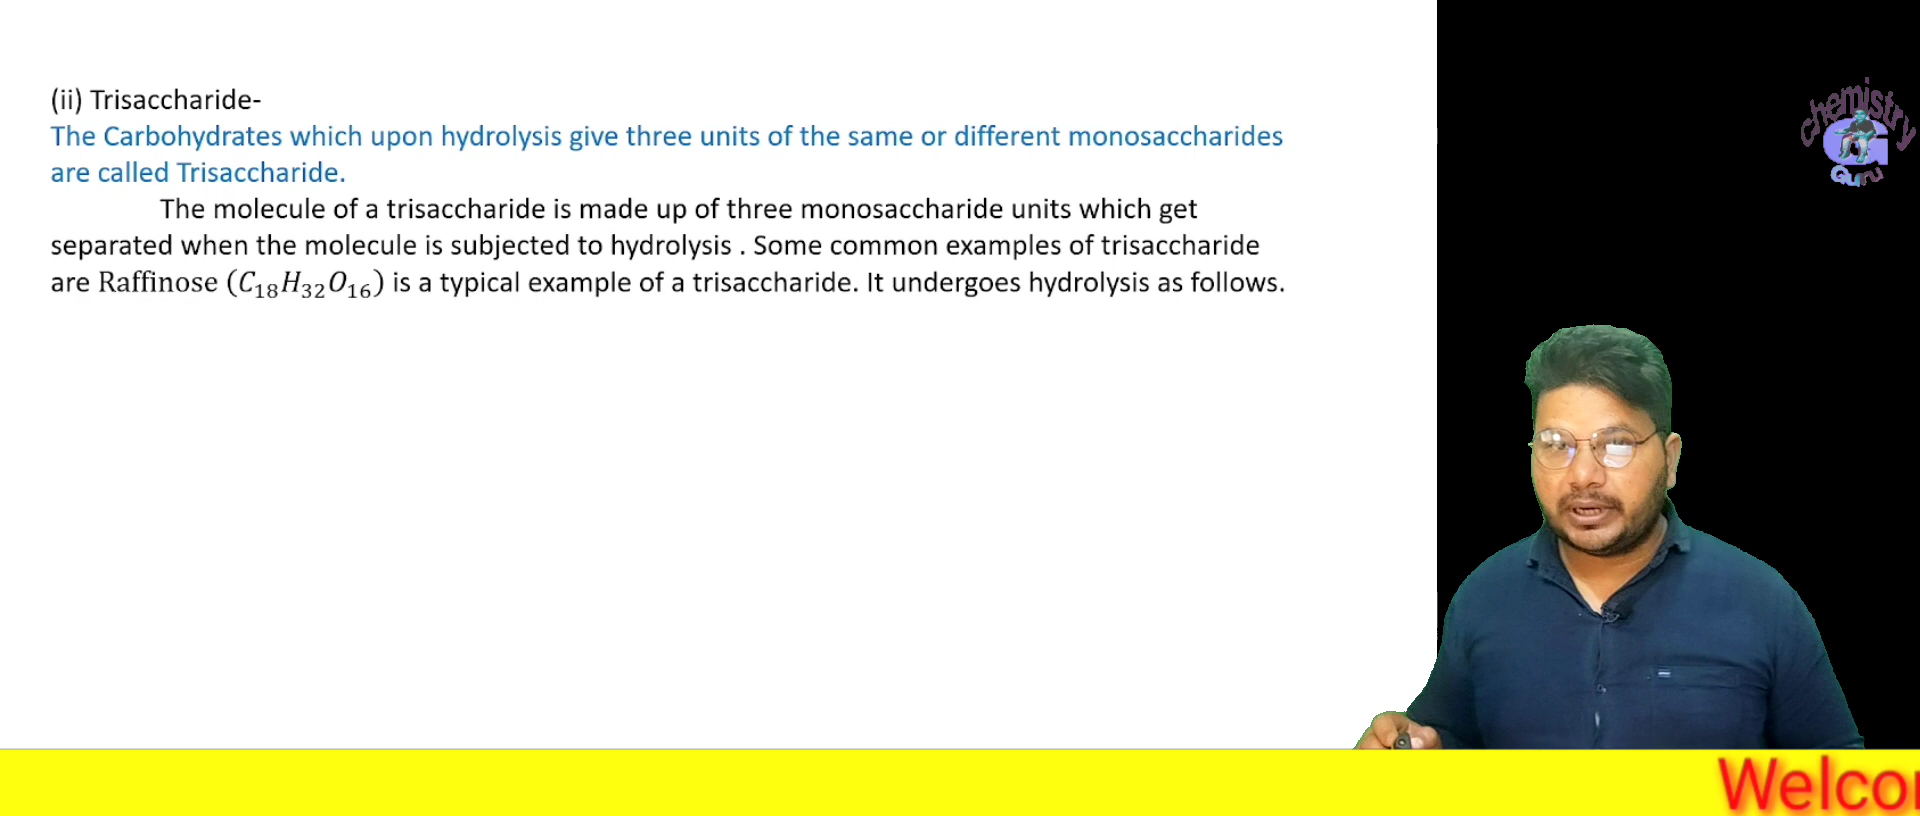 (ii) Trisaccharide-
The Carbohydrates which upon hydrolysis give three units of the same or different monosaccharides
are called Trisaccharide.
The molecule of a trisaccharide is made up of three monosaccharide units which get
separated when the molecule is subjected to hydrolysis . Some common examples of trisaccharide
are Raffinose (C₁₈H₃₂O₁₆) is a typical example of a trisaccharide. It undergoes hydrolysis as follows.
chemistry
G
Guru
Welco